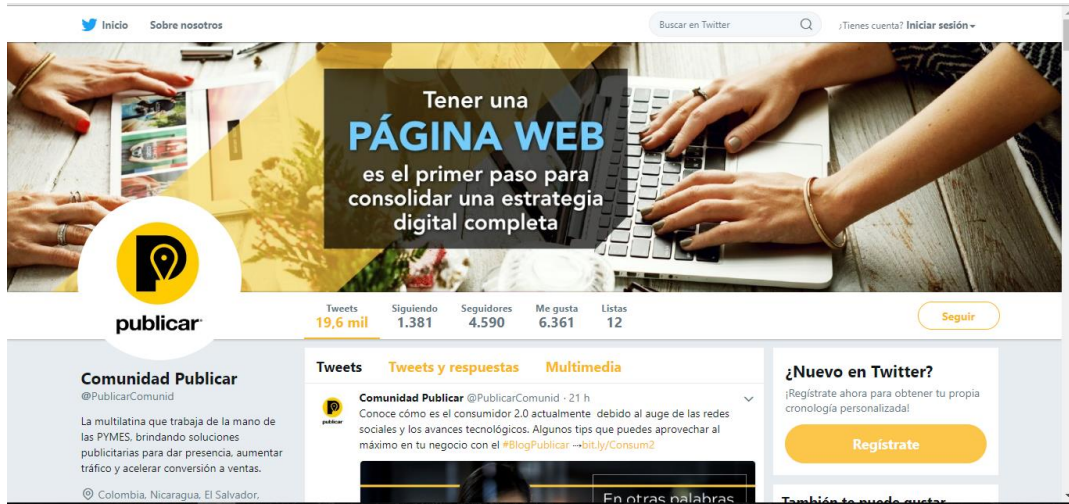 Inicio Sobre nosotros Buscar en Twitter ¿Tienes cuenta? Iniciar sesión
Tener una
PÁGINA WEB
es el primer paso para
consolidar una estrategia
digital completa
publicar
Tweets Siguiendo Seguidores Me gusta Listas
19,6 mil 1.381 4.590 6.361 12
Seguir
Comunidad Publicar
@PublicarComunid
La multilatina que trabaja de la mano de
las PYMES, brindando soluciones
publicitarias para dar presencia, aumentar
tráfico y acelerar conversión a ventas.
Colombia, Nicaragua, El Salvador,
Tweets Tweets y respuestas Multimedia
publicar
Comunidad Publicar @PublicarComunid · 21 h
Conoce cómo es el consumidor 2.0 actualmente debido al auge de las redes
sociales y los avances tecnológicos. Algunos tips que puedes aprovechar al
máximo en tu negocio con el #BlogPublicar ⇢bit.ly/Consum2
En otras palabras
¿Nuevo en Twitter?
¡Regístrate ahora para obtener tu propia
cronología personalizada!
Regístrate
También te puede gustar